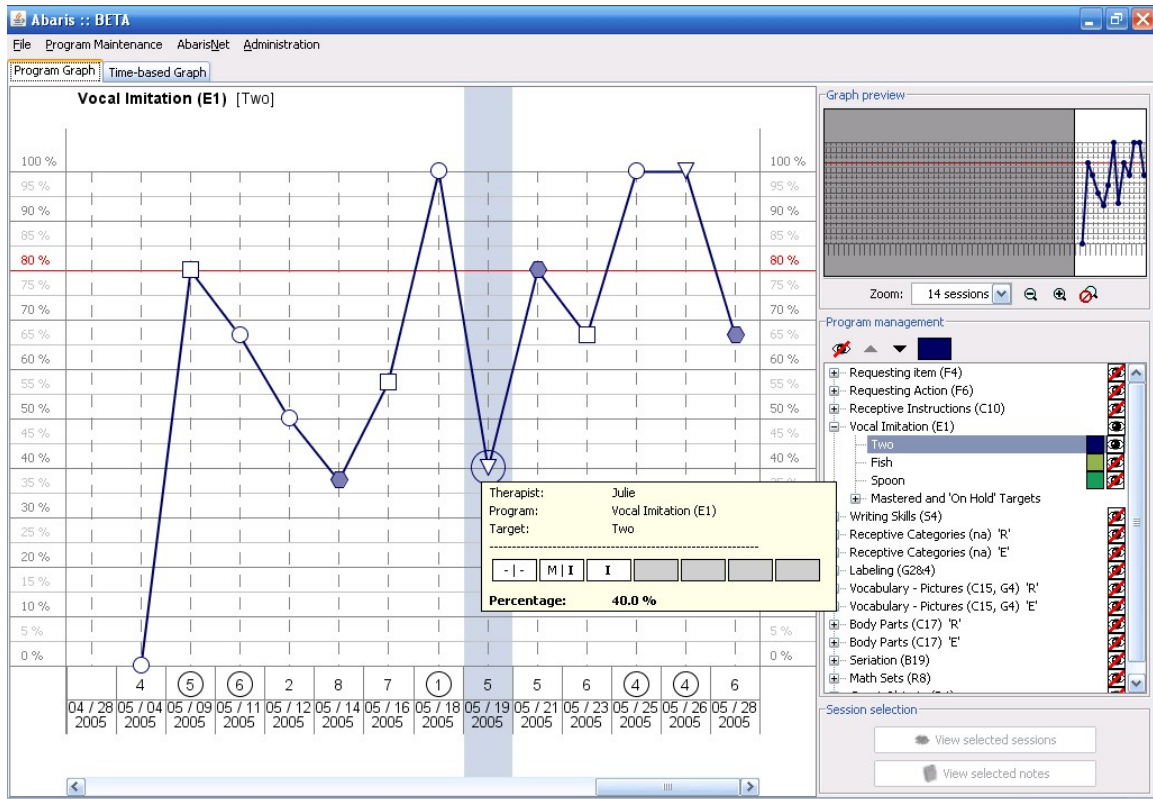 Abaris :: BETA
File Program Maintenance AbarisNet Administration
Program Graph Time-based Graph
Vocal Imitation (E1) [Two]
100 % 100 %
95 % 95 %
90 % 90 %
85 % 85 %
80 % 80 %
75 % 75 %
70 % 70 %
65 % 65 %
60 % 60 %
55 % 55 %
50 % 50 %
45 % 45 %
40 % 40 %
35 %
30 %
25 %
20 %
15 %
10 %
5 % 5 %
0 % 0 %
Therapist: Julie
Program: Vocal Imitation (E1)
Target: Two
- | - M | I I
Percentage: 40.0 %
4 5 6 2 8 7 1 5 5 6 4 4 6
04 / 28 05 / 04 05 / 09 05 / 11 05 / 12 05 / 14 05 / 16 05 / 18 05 / 19 05 / 21 05 / 23 05 / 25 05 / 26 05 / 28
2005 2005 2005 2005 2005 2005 2005 2005 2005 2005 2005 2005 2005 2005
Graph preview
Zoom: 14 sessions
Program management
Requesting item (F4)
Requesting Action (F6)
Receptive Instructions (C10)
Vocal Imitation (E1)
Two
Fish
Spoon
Mastered and 'On Hold' Targets
Writing Skills (S4)
Receptive Categories (na) 'R'
Receptive Categories (na) 'E'
Labeling (G2&4)
Vocabulary - Pictures (C15, G4) 'R'
Vocabulary - Pictures (C15, G4) 'E'
Body Parts (C17) 'R'
Body Parts (C17) 'E'
Seriation (B19)
Math Sets (R8)
Session selection
View selected sessions
View selected notes